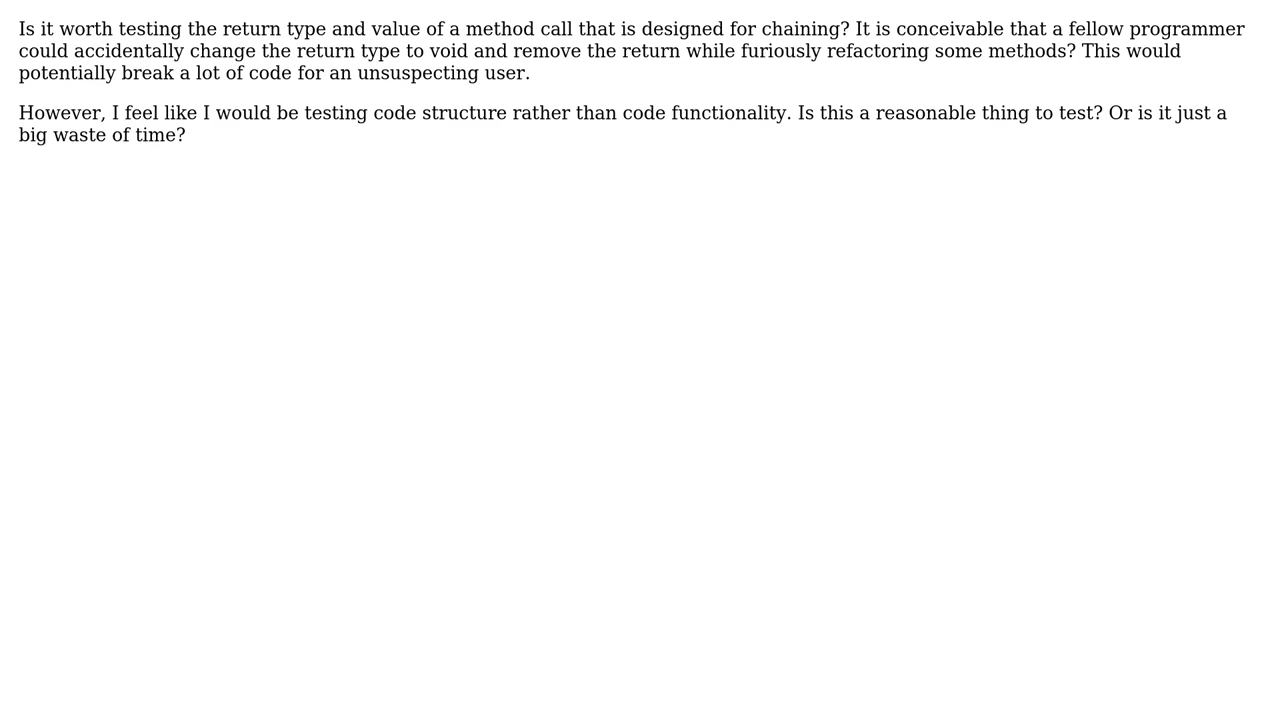 Is it worth testing the return type and value of a method call that is designed for chaining? It is conceivable that a fellow programmer
could accidentally change the return type to void and remove the return while furiously refactoring some methods? This would
potentially break a lot of code for an unsuspecting user.
However, I feel like I would be testing code structure rather than code functionality. Is this a reasonable thing to test? Or is it just a
big waste of time?